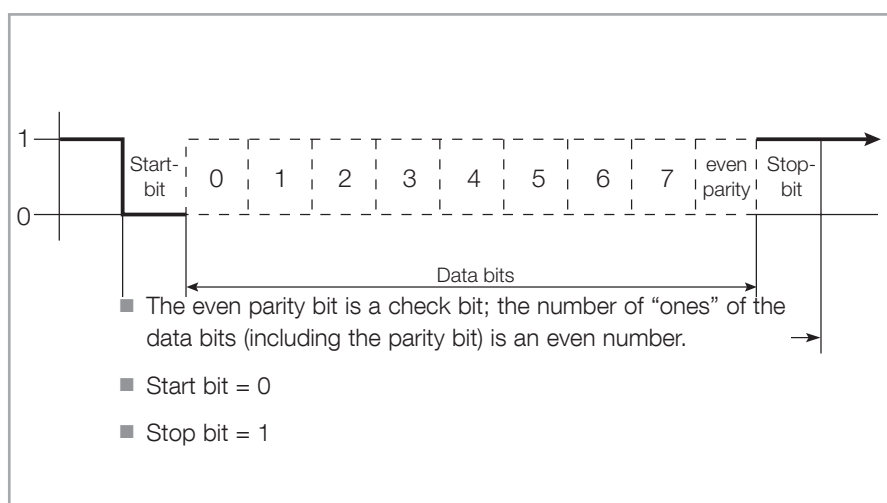 1
Start-
bit
0
1
2
3
4
5
6
7
even
parity
Stop-
bit
0
Data bits
■ The even parity bit is a check bit; the number of “ones” of the
data bits (including the parity bit) is an even number.
■ Start bit = 0
■ Stop bit = 1